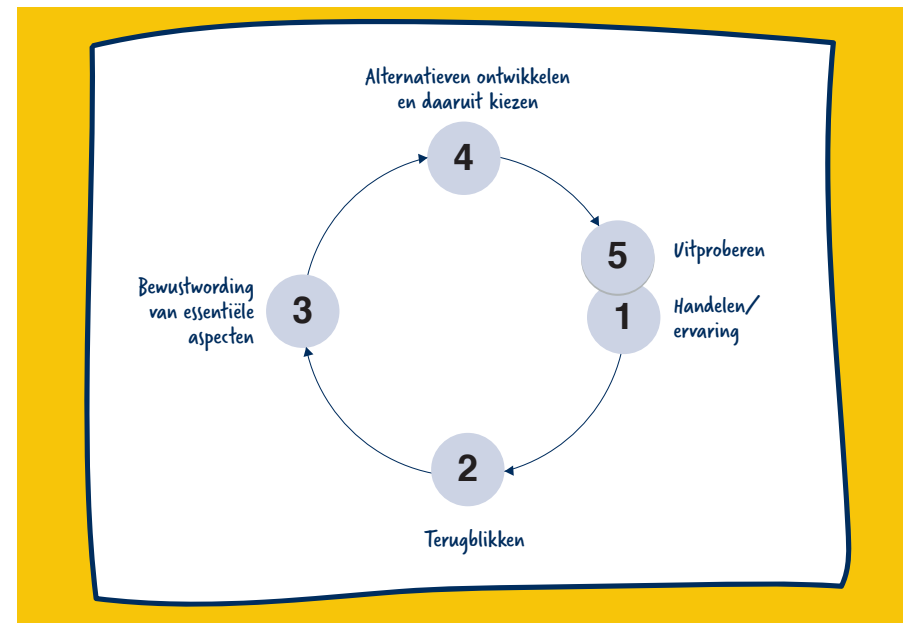 Alternatieven ontwikkelen
en daaruit kiezen
4
5
Uitproberen
1
Handelen/
ervaring
Bewustwording
van essentiële
aspecten
3
2
Terugblikken